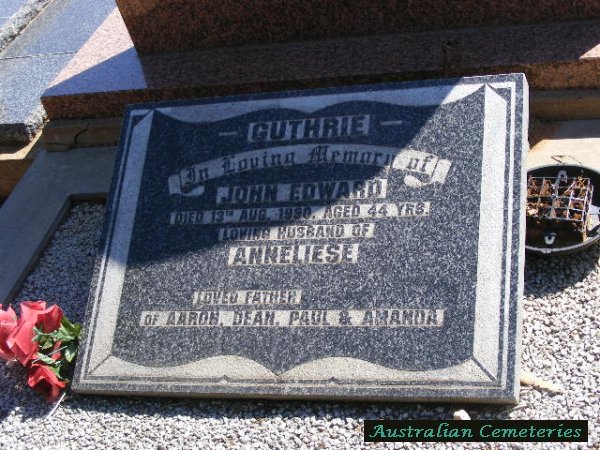 GUTHRIE
In Loving Memory of
JOHN EDWARD
DIED 13TH AUG. 1990. AGED 44 YRS.
LOVING HUSBAND OF
ANNELIESE
LOVED FATHER
OF AARON, DEAN, PAUL & AMANDA
Australian Cemeteries